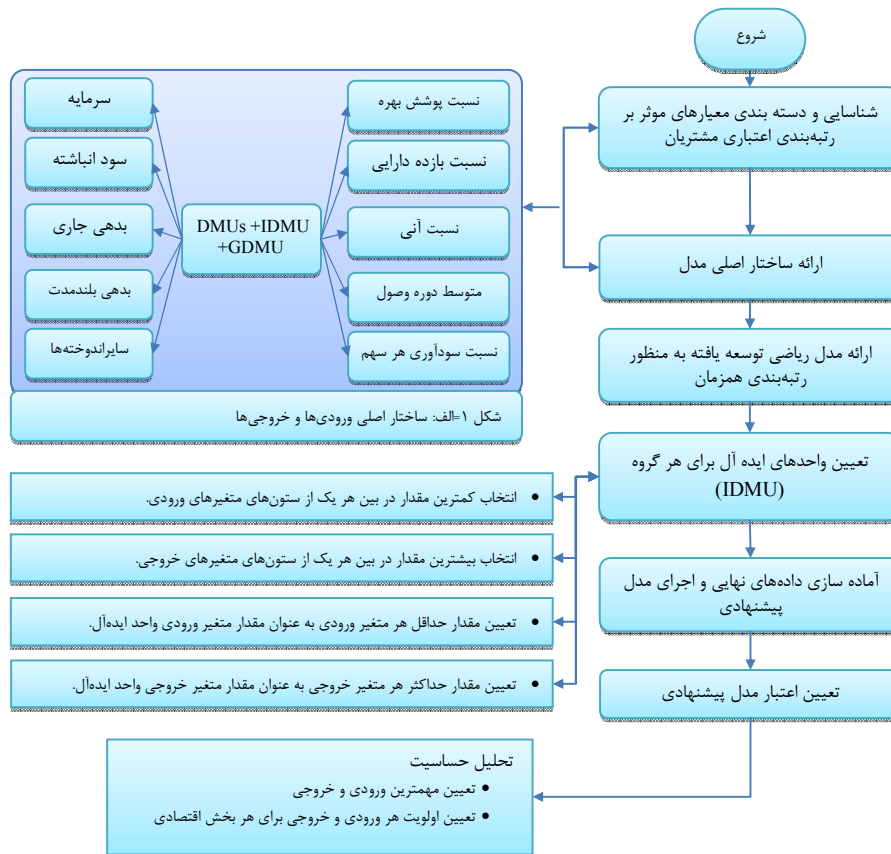 شروع
شناسایی و دسته بندی معیارهای موثر بر
رتبه‌بندی اعتباری مشتریان
ارائه ساختار اصلی مدل
ارائه مدل ریاضی توسعه یافته به منظور
رتبه‌بندی همزمان
تعیین واحدهای ایده آل برای هر گروه
(IDMU)
آماده سازی داده‌های نهایی و اجرای مدل
پیشنهادی
تعیین اعتبار مدل پیشنهادی
نسبت پوشش بهره
نسبت بازده دارایی
نسبت آنی
متوسط دوره وصول
نسبت سودآوری هر سهم
DMUs +IDMU
+GDMU
سرمایه
سود انباشته
بدهی جاری
بدهی بلندمدت
سایراندوخته‌ها
شکل ۱-الف: ساختار اصلی ورودی‌ها و خروجی‌ها
• انتخاب کمترین مقدار در بین هر یک از ستون‌های متغیرهای ورودی.
• انتخاب بیشترین مقدار در بین هر یک از ستون‌های متغیرهای خروجی.
• تعیین مقدار حداقل هر متغیر ورودی به عنوان مقدار متغیر ورودی واحد ایده‌آل.
• تعیین مقدار حداکثر هر متغیر خروجی به عنوان مقدار متغیر خروجی واحد ایده‌آل.
تحلیل حساسیت
• تعیین مهمترین ورودی و خروجی
• تعیین اولویت هر ورودی و خروجی برای هر بخش اقتصادی